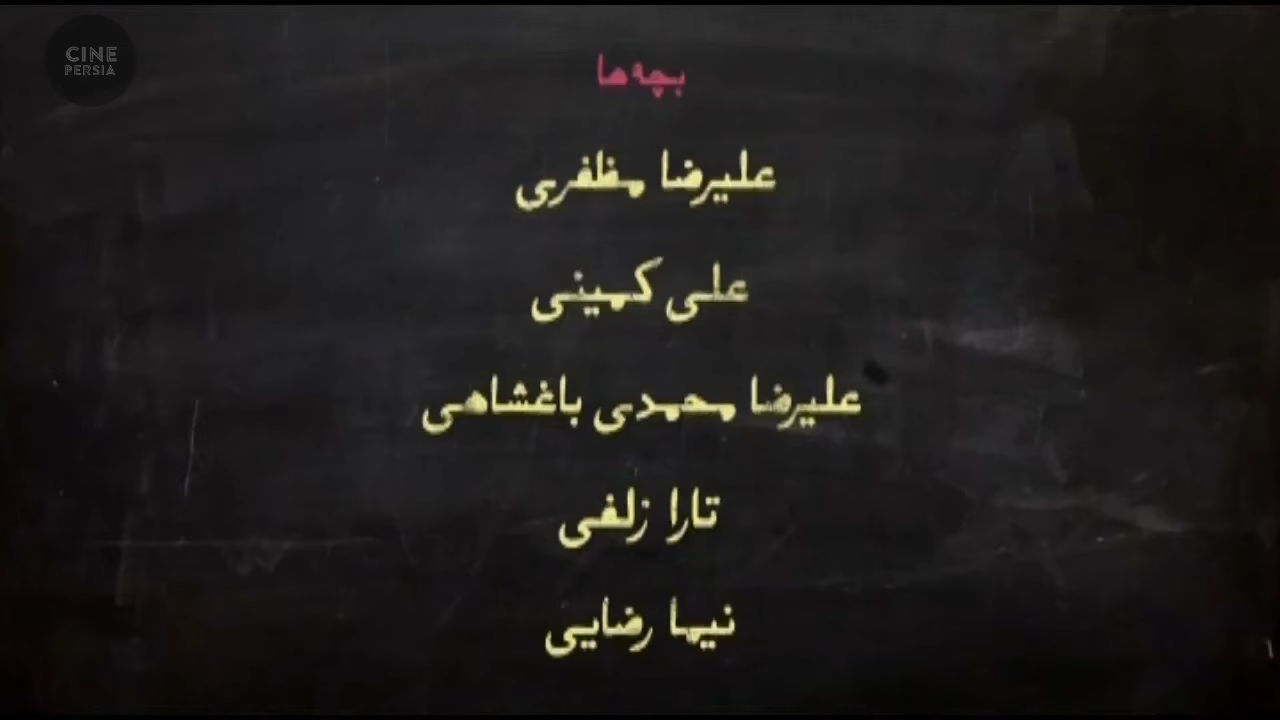 CINE
PERSIA
بچه‌ها
علیرضا مظفری
علی کمینی
علیرضا محمدی باغشاهی
تارا زلفی
نیما رضایی